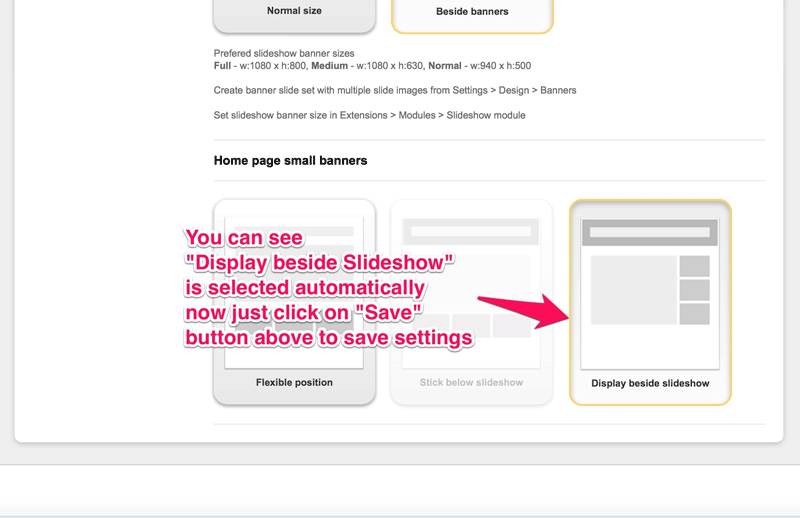 Normal size
Beside banners
Prefered slideshow banner sizes
Full - w:1080 x h:800, Medium - w:1080 x h:630, Normal - w:940 x h:500
Create banner slide set with multiple slide images from Settings > Design > Banners
Set slideshow banner size in Extensions > Modules > Slideshow module
Home page small banners
You can see
"Display beside Slideshow"
is selected automatically
now just click on "Save"
button above to save settings
Flexible position
Stick below slideshow
Display beside slideshow